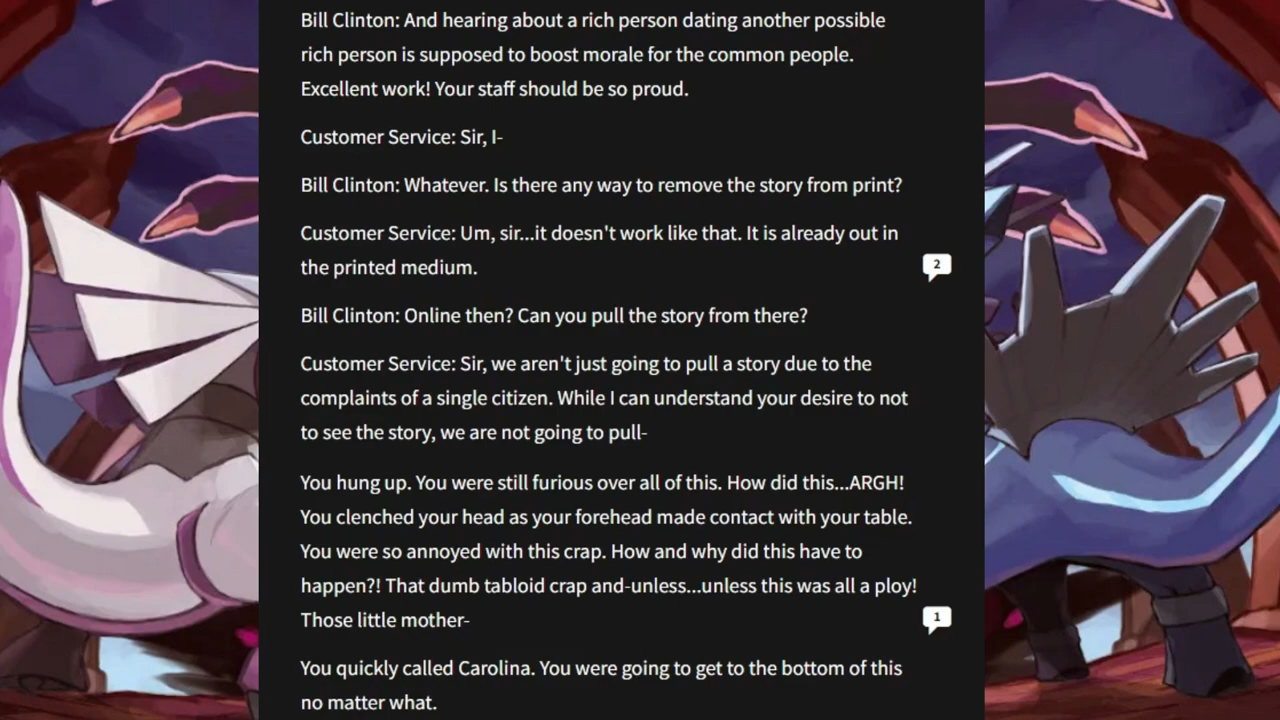 Bill Clinton: And hearing about a rich person dating another possible
rich person is supposed to boost morale for the common people.
Excellent work! Your staff should be so proud.
Customer Service: Sir, I-
Bill Clinton: Whatever. Is there any way to remove the story from print?
Customer Service: Um, sir...it doesn't work like that. It is already out in
the printed medium.
2
Bill Clinton: Online then? Can you pull the story from there?
Customer Service: Sir, we aren't just going to pull a story due to the
complaints of a single citizen. While I can understand your desire to not
to see the story, we are not going to pull-
You hung up. You were still furious over all of this. How did this...ARGH!
You clenched your head as your forehead made contact with your table.
You were so annoyed with this crap. How and why did this have to
happen?! That dumb tabloid crap and-unless...unless this was all a ploy!
Those little mother-
1
You quickly called Carolina. You were going to get to the bottom of this
no matter what.